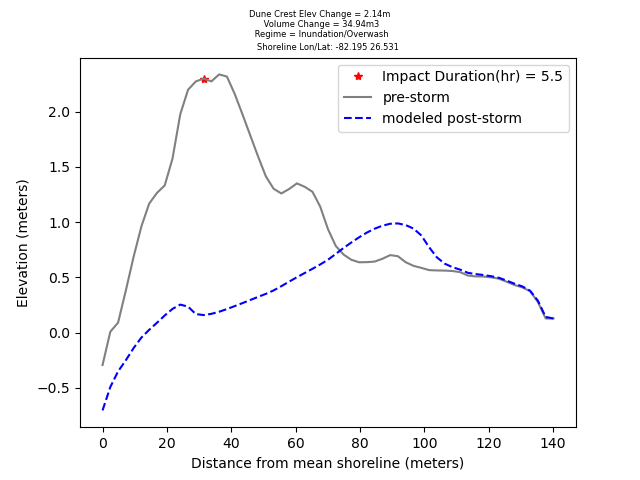 Dune Crest Elev Change = 2.14m
Volume Change = 34.94m3
Regime = Inundation/Overwash
Shoreline Lon/Lat: -82.195 26.531
Impact Duration(hr) = 5.5
pre-storm
modeled post-storm
Elevation (meters)
2.0
1.5
1.0
0.5
0.0
−0.5
0 20 40 60 80 100 120 140
Distance from mean shoreline (meters)